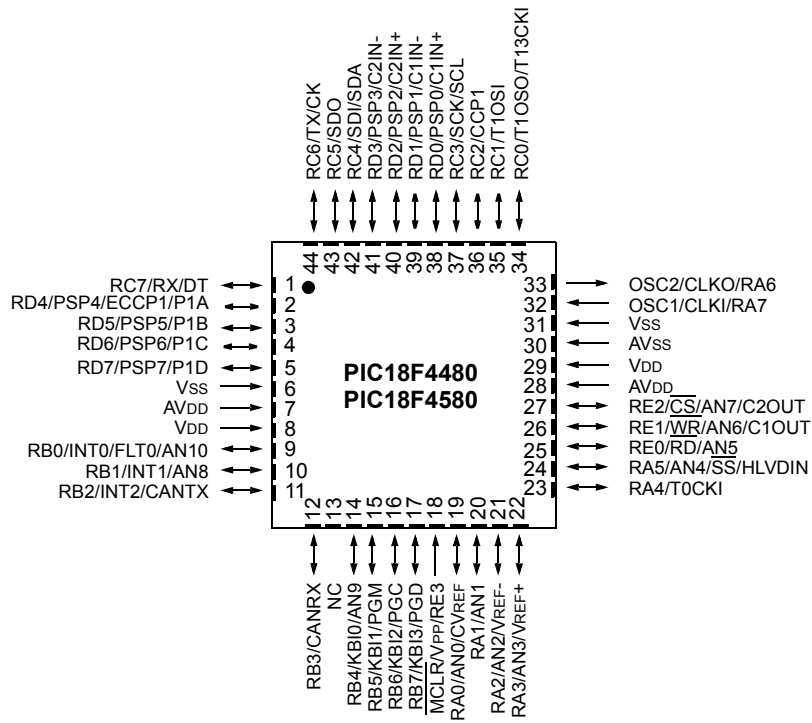 RC6/TX/CK
RC5/SDO
RC4/SDI/SDA
RD3/PSP3/C2IN-
RD2/PSP2/C2IN+
RD1/PSP1/C1IN-
RD0/PSP0/C1IN+
RC3/SCK/SCL
RC2/CCP1
RC1/T1OSI
RC0/T1OSO/T13CKI
44 43 42 41 40 39 38 37 36 35 34
RC7/RX/DT 1
RD4/PSP4/ECCP1/P1A 2
RD5/PSP5/P1B 3
RD6/PSP6/P1C 4
RD7/PSP7/P1D 5
VSS 6
AVDD 7
VDD 8
RB0/INT0/FLT0/AN10 9
RB1/INT1/AN8 10
RB2/INT2/CANTX 11
PIC18F4480
PIC18F4580
33 OSC2/CLKO/RA6
32 OSC1/CLKI/RA7
31 VSS
30 AVSS
29 VDD
28 AVDD
27 RE2/C̅S̅/AN7/C2OUT
26 RE1/W̅R̅/AN6/C1OUT
25 RE0/R̅D̅/AN5
24 RA5/AN4/S̅S̅/HLVDIN
23 RA4/T0CKI
12 13 14 15 16 17 18 19 20 21 22
RB3/CANRX
NC
RB4/KBI0/AN9
RB5/KBI1/PGM
RB6/KBI2/PGC
RB7/KBI3/PGD
M̅C̅L̅R̅/VPP/RE3
RA0/AN0/CVREF
RA1/AN1
RA2/AN2/VREF-
RA3/AN3/VREF+